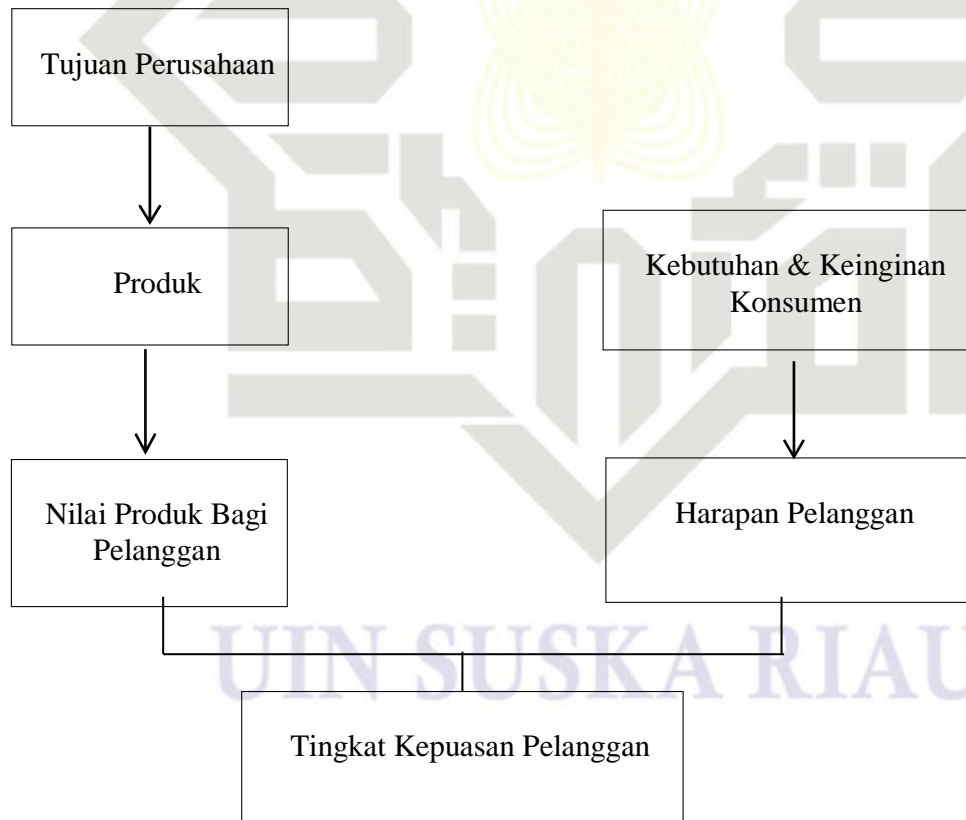 Tujuan Perusahaan
Produk
Kebutuhan & Keinginan
Konsumen
Nilai Produk Bagi
Pelanggan
Harapan Pelanggan
UIN SUSKA RIAU
Tingkat Kepuasan Pelanggan